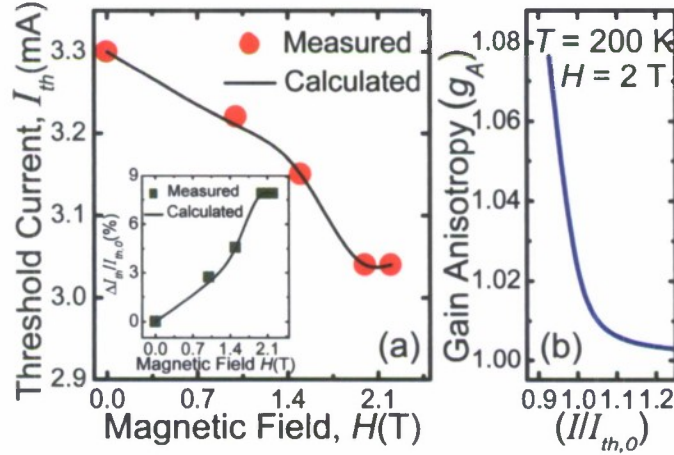 Threshold Current, I_th(mA)
3.3
3.2
3.1
3.0
2.9
Measured
Calculated
ΔI_th/I_th,0(%)
9
6
3
0
Measured
Calculated
0.0 0.7 1.4 2.1
Magnetic Field H(T)
(a)
0.0 0.7 1.4 2.1
Magnetic Field, H(T)
Gain Anisotropy (g_A)
1.08
1.06
1.04
1.02
1.00
T = 200 K
H = 2 T
(b)
0.9 1.0 1.1 1.2
(I/I_th,0)